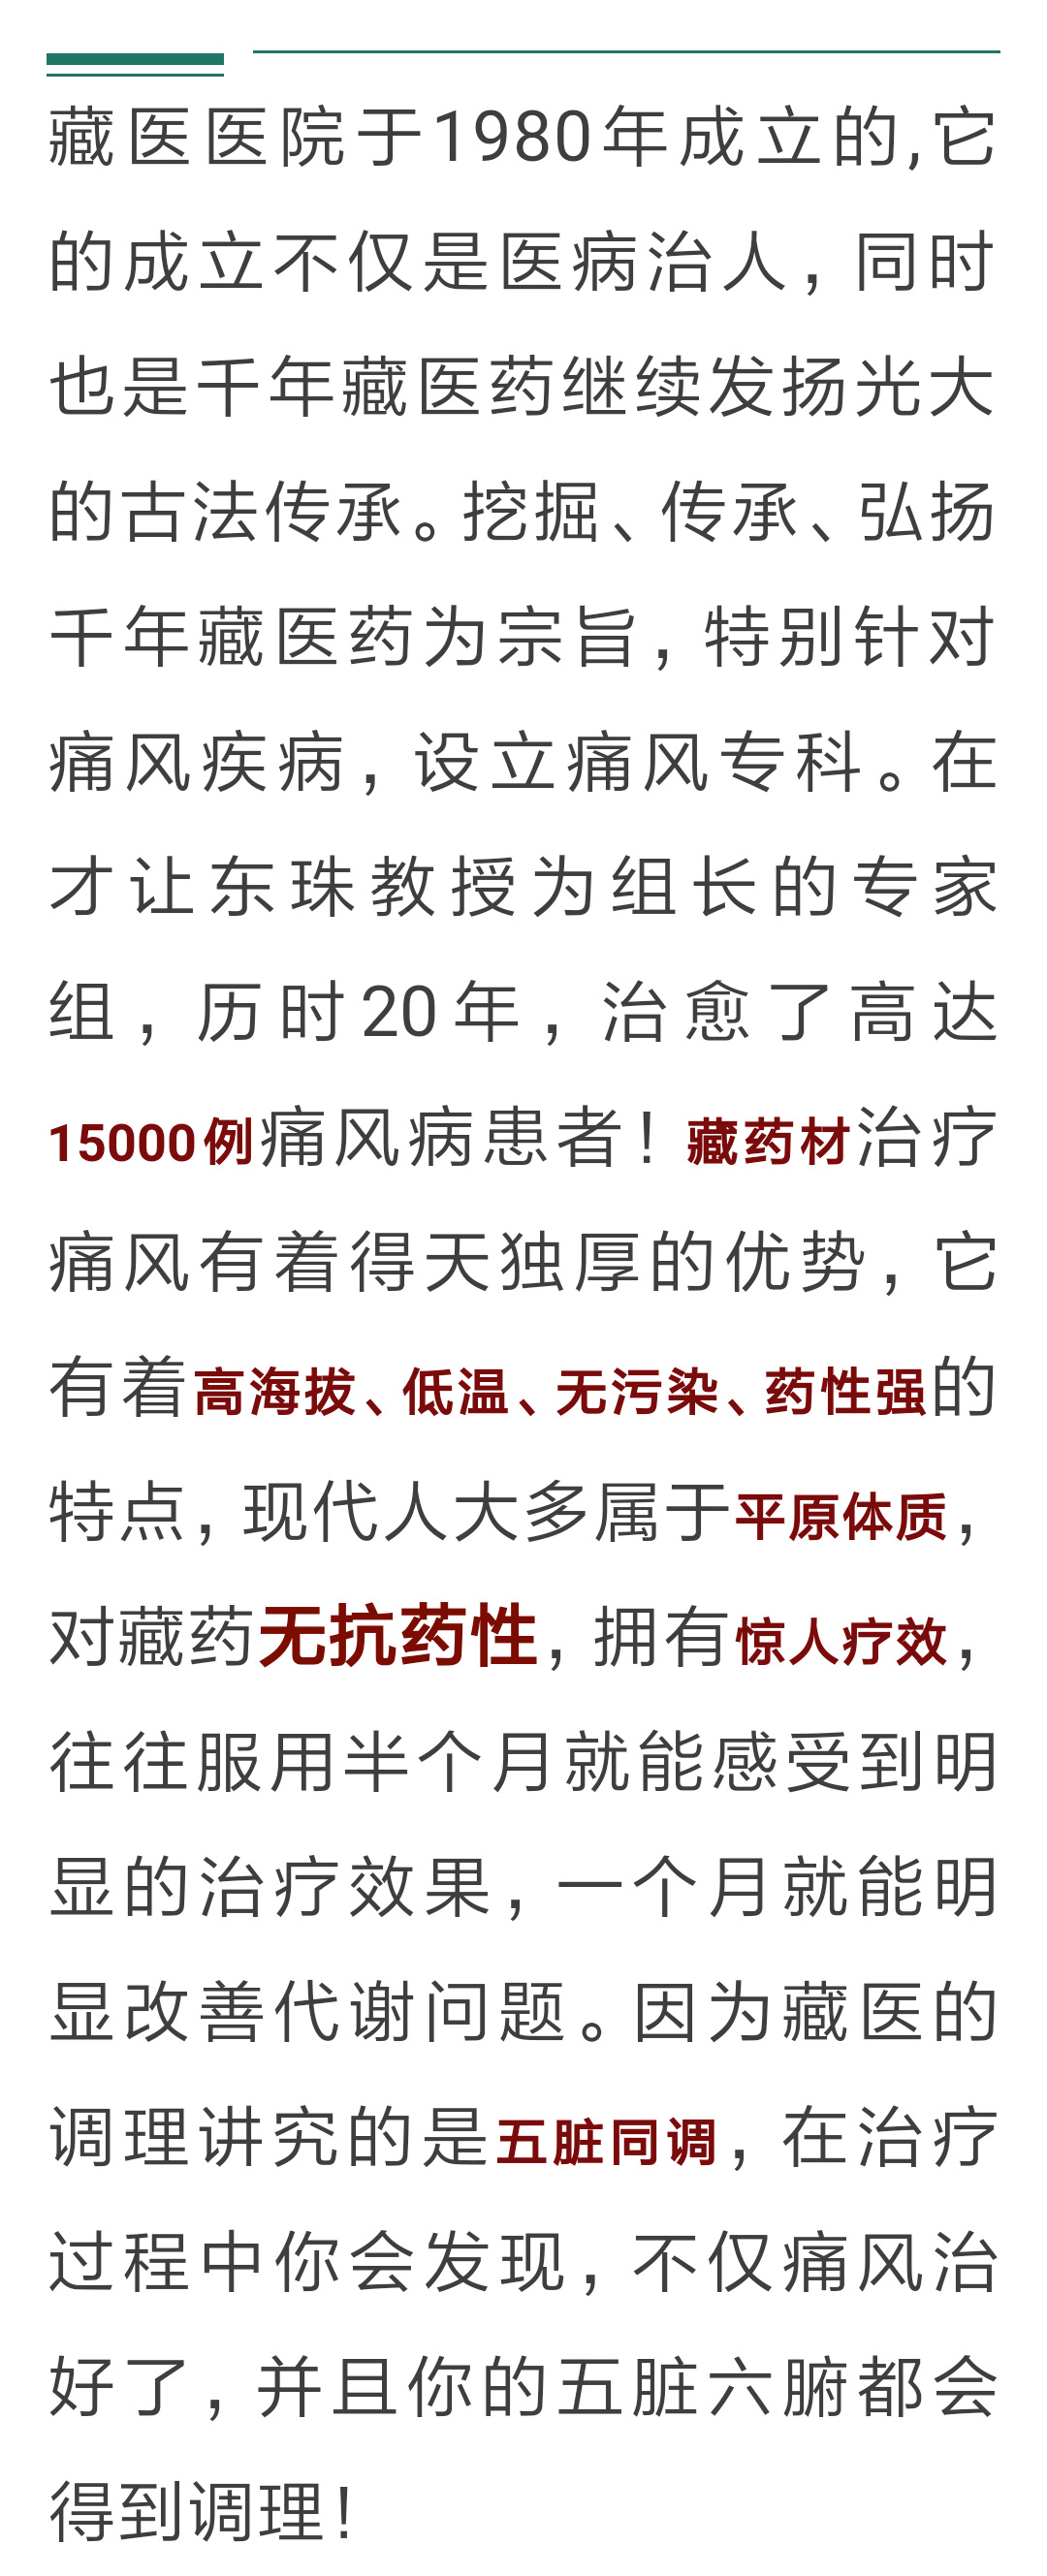 藏医医院于1980年成立的,它
的成立不仅是医病治人，同时
也是千年藏医药继续发扬光大
的古法传承。挖掘、传承、弘扬
千年藏医药为宗旨，特别针对
痛风疾病，设立痛风专科。在
才让东珠教授为组长的专家
组，历时20年，治愈了高达
15000例痛风病患者！藏药材治疗
痛风有着得天独厚的优势，它
有着高海拔、低温、无污染、药性强的
特点，现代人大多属于平原体质，
对藏药无抗药性，拥有惊人疗效，
往往服用半个月就能感受到明
显的治疗效果，一个月就能明
显改善代谢问题。因为藏医的
调理讲究的是五脏同调，在治疗
过程中你会发现，不仅痛风治
好了，并且你的五脏六腑都会
得到调理！